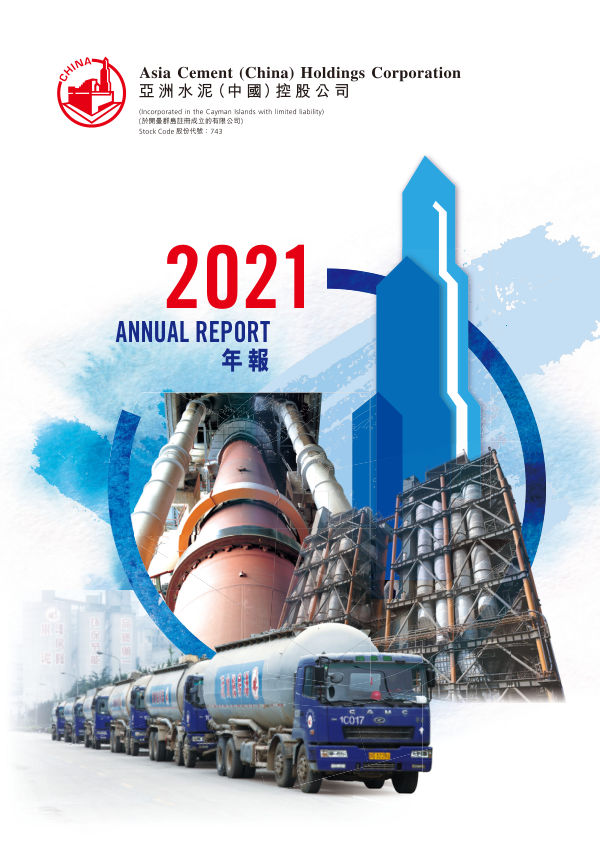 CHINA
Asia Cement (China) Holdings Corporation
亞洲水泥(中國)控股公司
(Incorporated in the Cayman Islands with limited liability)
(於開曼群島註冊成立的有限公司)
Stock Code 股份代號：743
2021
ANNUAL REPORT
年報
CAMC
1C017